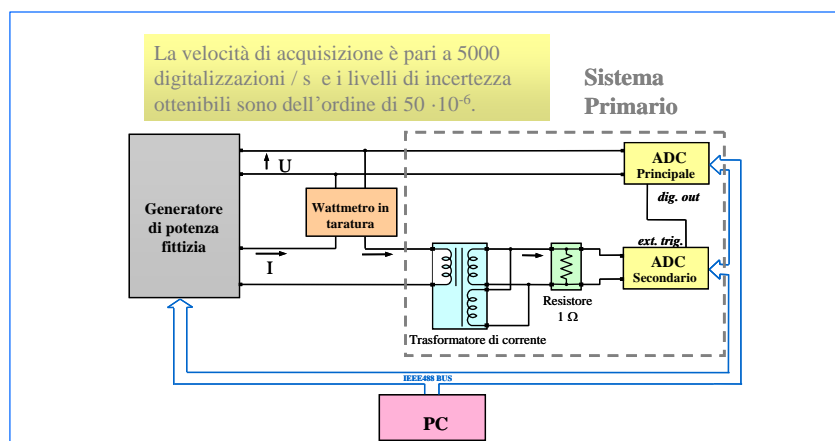 La velocità di acquisizione è pari a 5000
digitalizzazioni / s e i livelli di incertezza
ottenibili sono dell'ordine di 50 ·10-6.
Sistema
Primario
ADC
Principale
U
dig. out
Generatore
di potenza
fittizia
Wattmetro in
taratura
I
ext. trig.
ADC
Secondario
Resistore
1 Ω
Trasformatore di corrente
IEEE488 BUS
PC